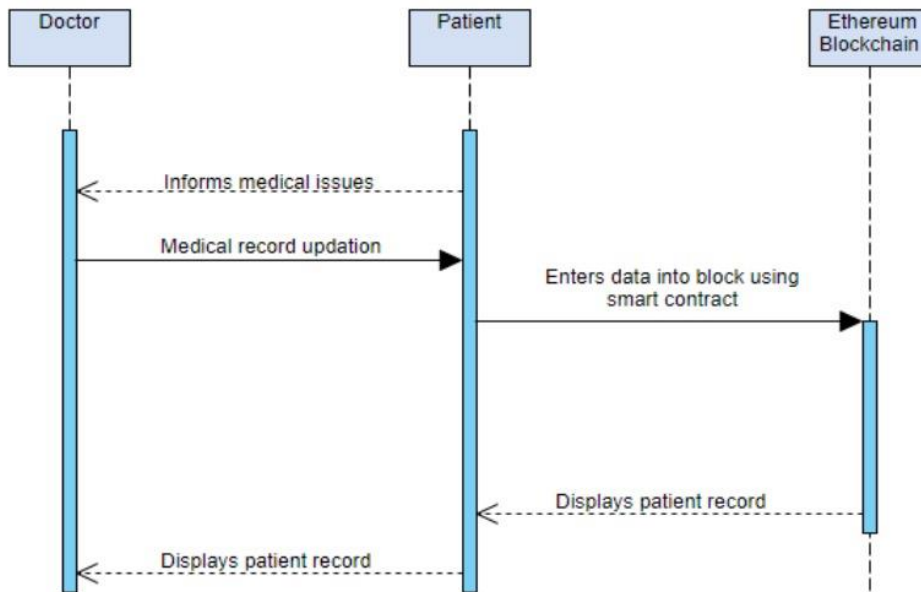 Doctor
Patient
Ethereum
Blockchain
Informs medical issues
Medical record updation
Enters data into block using
smart contract
Displays patient record
Displays patient record